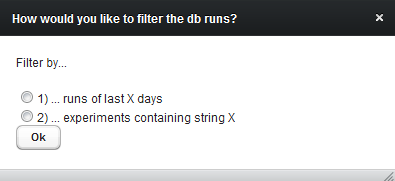 How would you like to filter the db runs?
Filter by...
1) ... runs of last X days
2) ... experiments containing string X
Ok